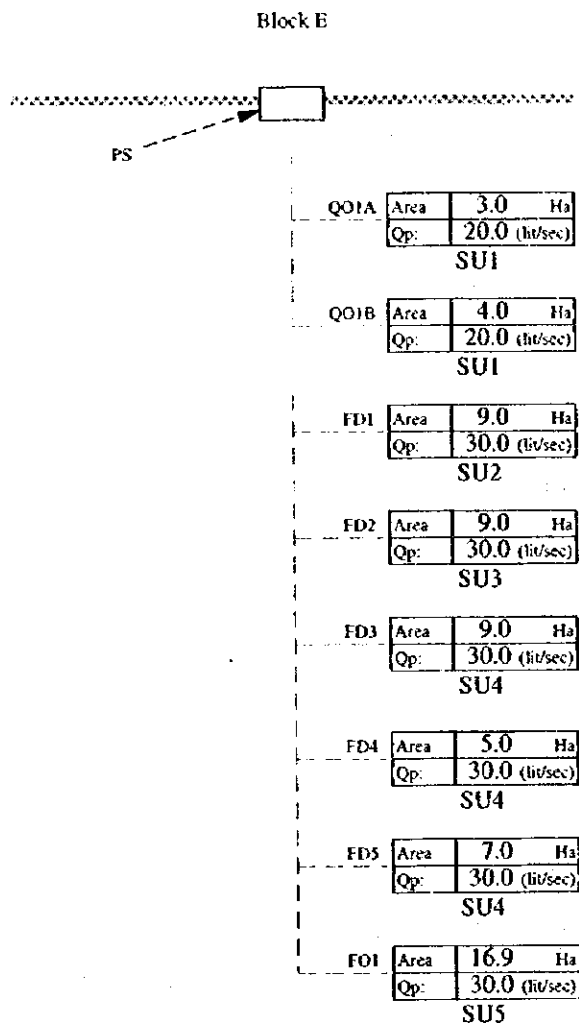 Block E
PS
QO1A Area 3.0 Ha
Qp: 20.0 (lit/sec)
SU1
QO1B Area 4.0 Ha
Qp: 20.0 (lit/sec)
SU1
FD1 Area 9.0 Ha
Qp: 30.0 (lit/sec)
SU2
FD2 Area 9.0 Ha
Qp: 30.0 (lit/sec)
SU3
FD3 Area 9.0 Ha
Qp: 30.0 (lit/sec)
SU4
FD4 Area 5.0 Ha
Qp: 30.0 (lit/sec)
SU4
FD5 Area 7.0 Ha
Qp: 30.0 (lit/sec)
SU4
FO1 Area 16.9 Ha
Qp: 30.0 (lit/sec)
SU5